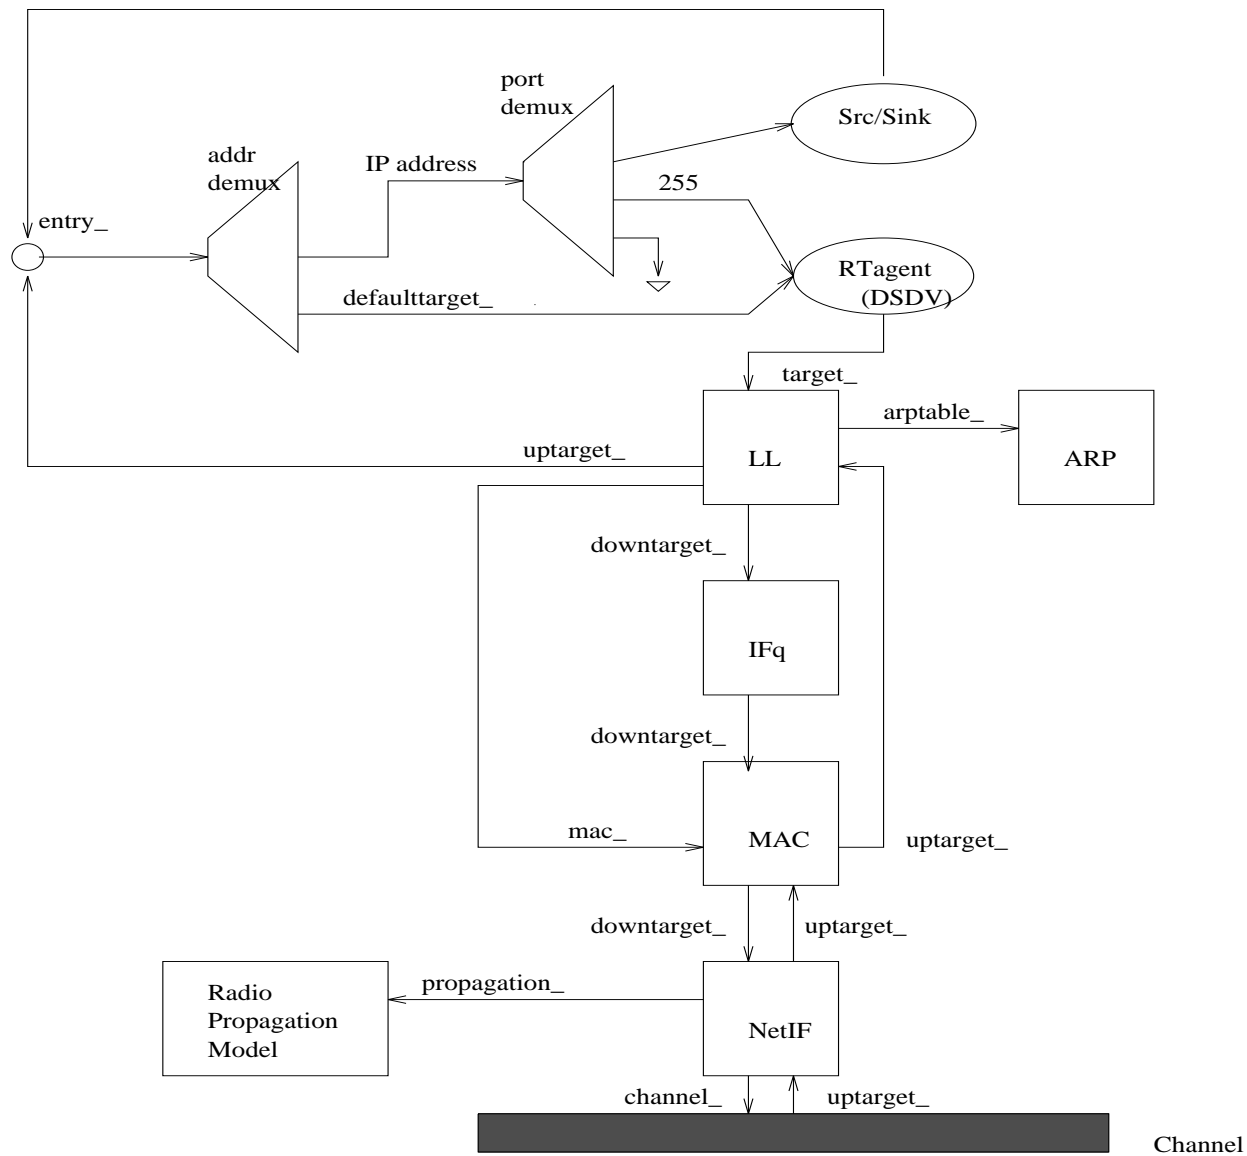 port
demux
Src/Sink
addr
demux
IP address
255
entry_
RTagent
(DSDV)
defaulttarget_
target_
arptable_
uptarget_
LL
ARP
downtarget_
IFq
downtarget_
mac_
MAC
uptarget_
downtarget_
uptarget_
propagation_
Radio
Propagation
Model
NetIF
channel_
uptarget_
Channel